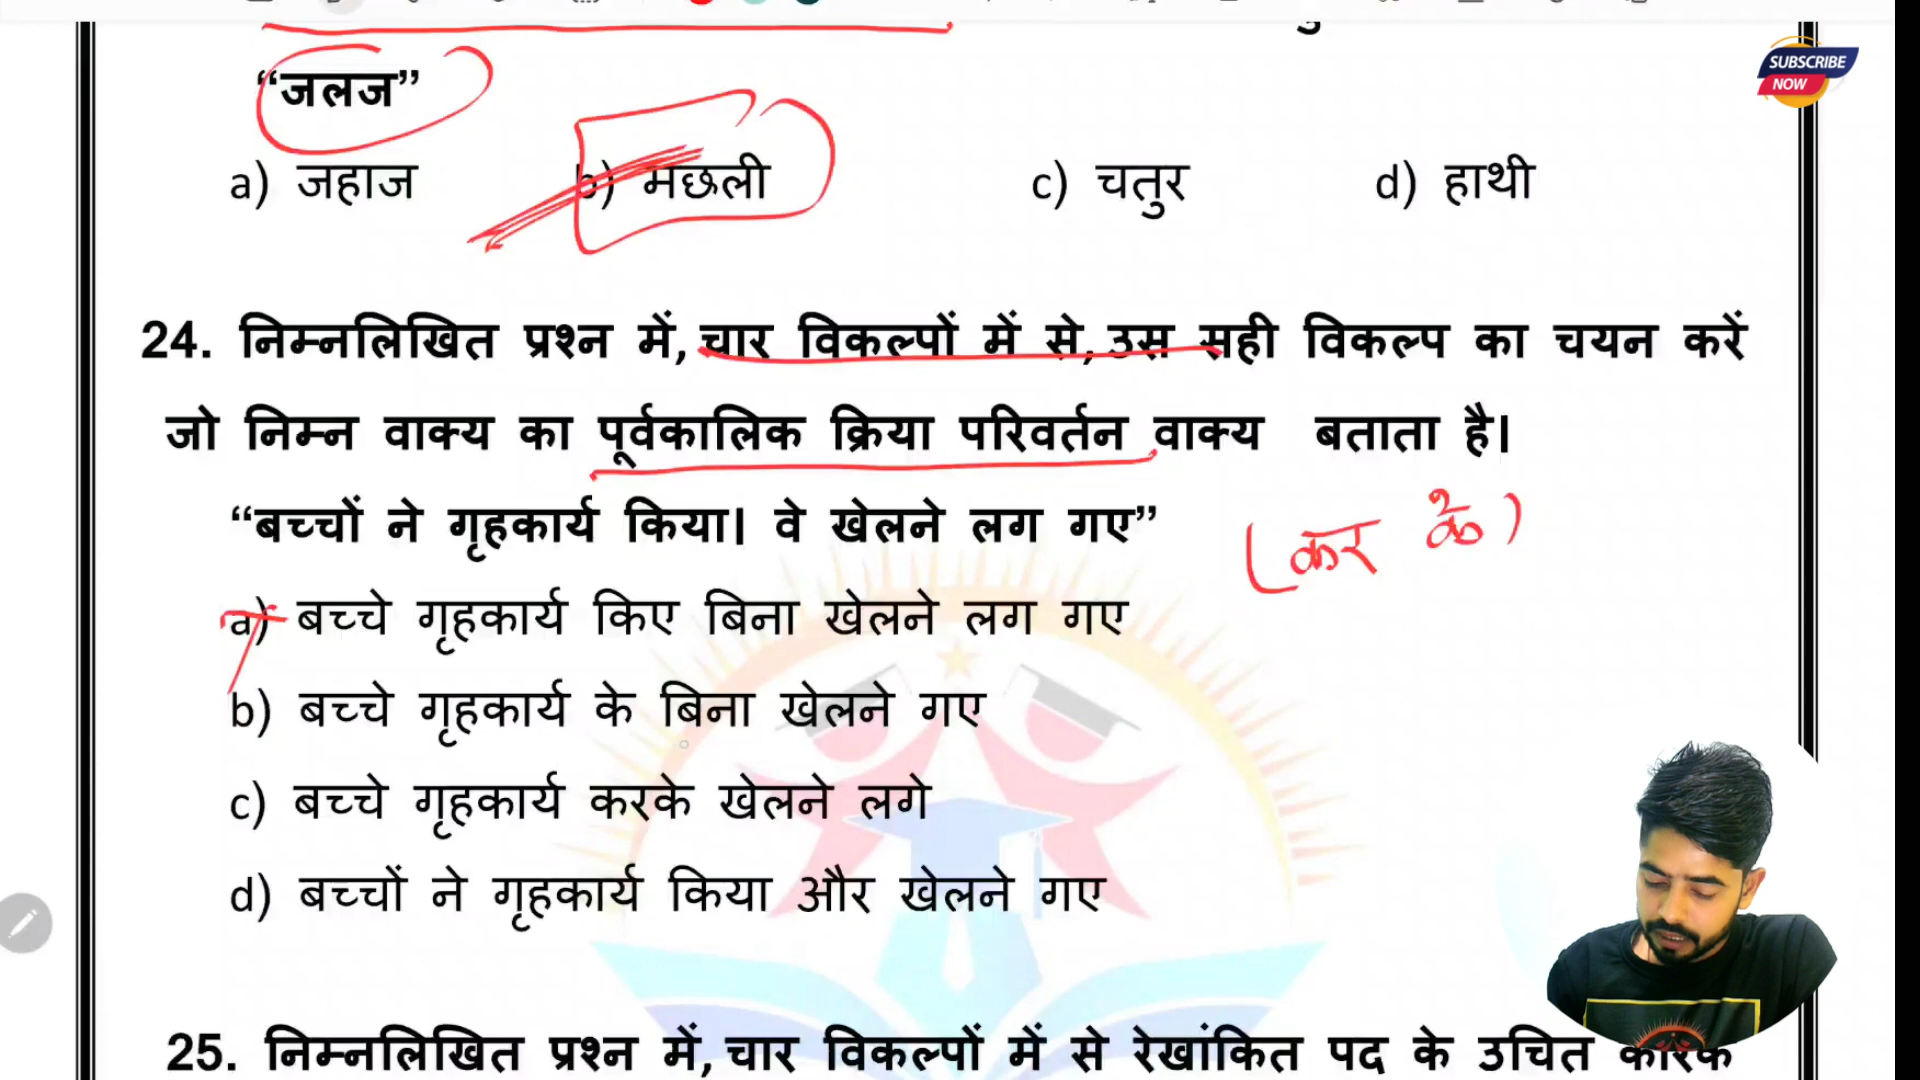 SUBSCRIBE
NOW
“जलज”
a) जहाज b) मछली c) चतुर d) हाथी
24. निम्नलिखित प्रश्न में, चार विकल्पों में से, उस सही विकल्प का चयन करें
जो निम्न वाक्य का पूर्वकालिक क्रिया परिवर्तन वाक्य बताता है।
“बच्चों ने गृहकार्य किया। वे खेलने लग गए”
(कर के)
a) बच्चे गृहकार्य किए बिना खेलने लग गए
b) बच्चे गृहकार्य के बिना खेलने गए
c) बच्चे गृहकार्य करके खेलने लगे
d) बच्चों ने गृहकार्य किया और खेलने गए
25. निम्नलिखित प्रश्न में, चार विकल्पों में से रेखांकित पद के उचित कारक